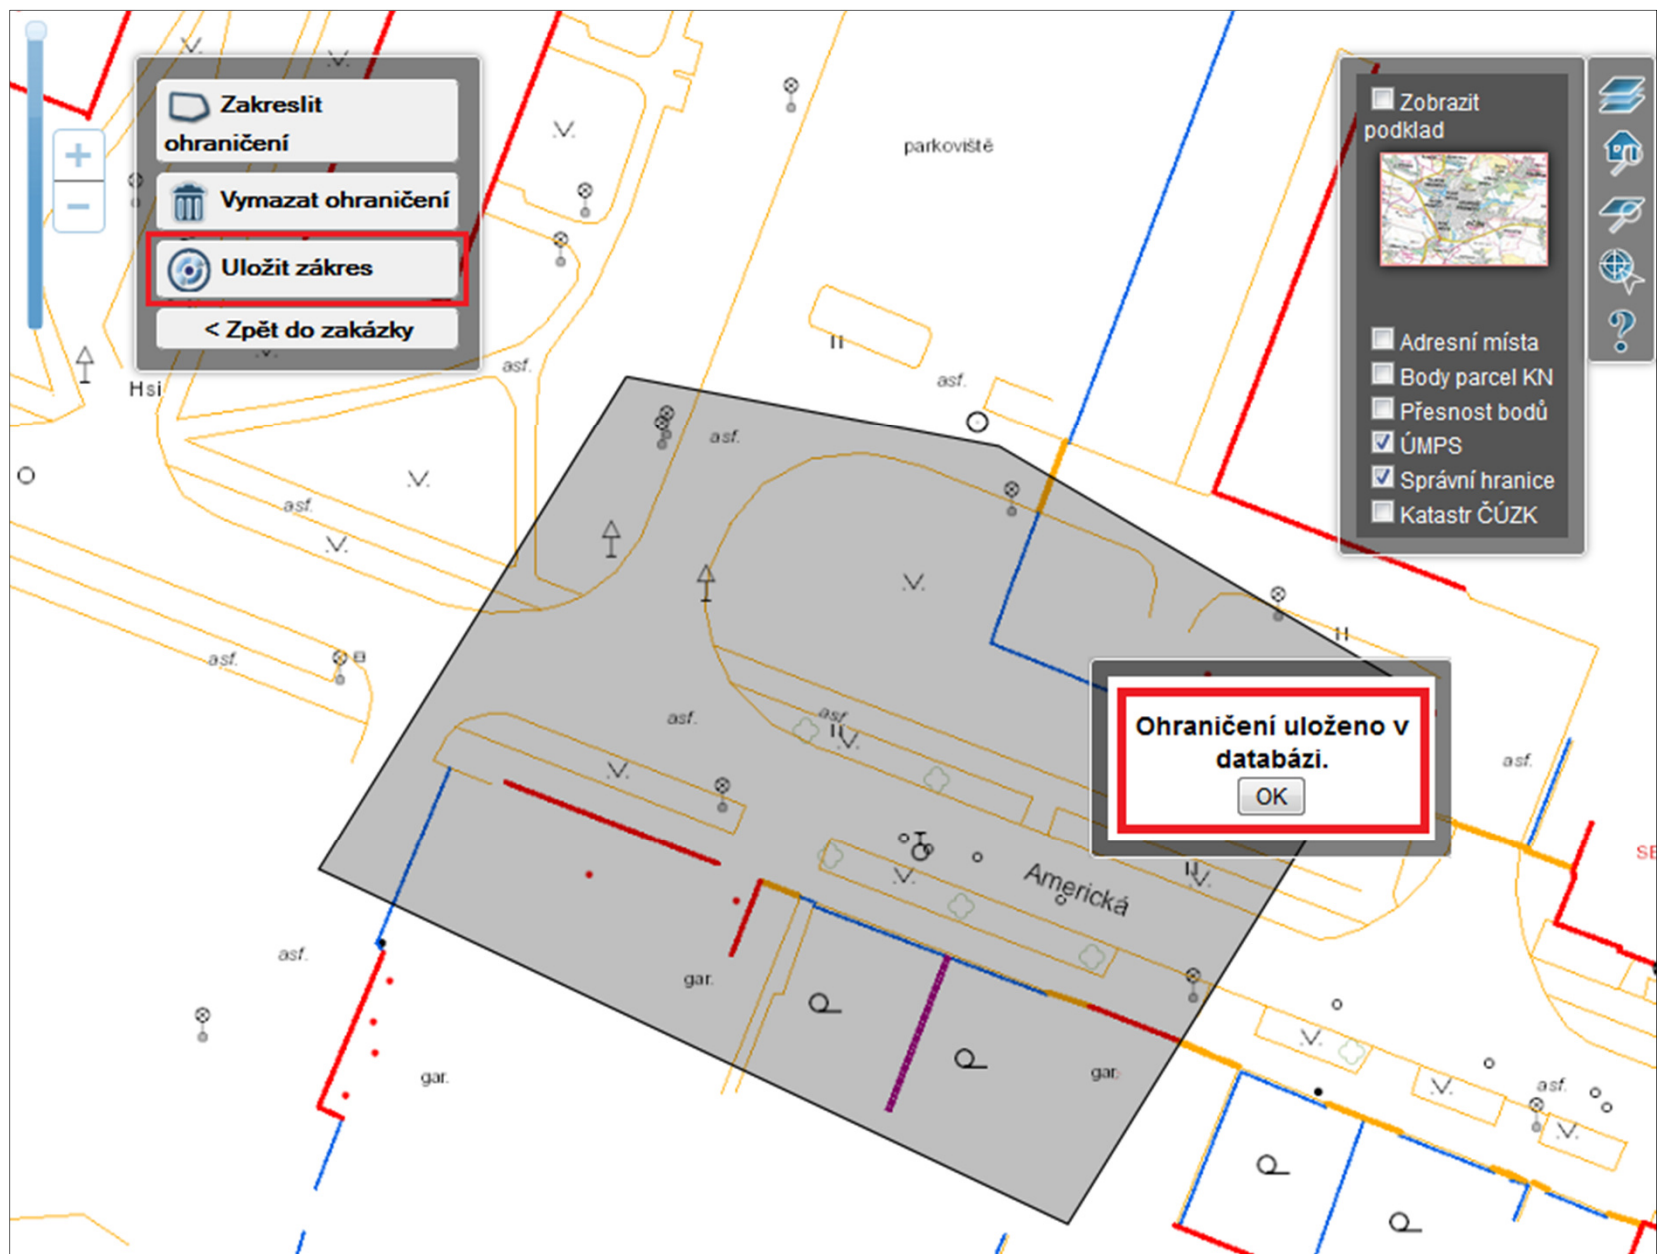 Zakreslit
ohraničení
Vymazat ohraničení
Uložit zákres
< Zpět do zakázky
Zobrazit
podklad
Adresní místa
Body parcel KN
Přesnost bodů
ÚMPS
Správní hranice
Katastr ČÚZK
parkoviště
Hsi
asf.
asf.
asf.
asf.
asf.
H
asf.
asf.
asf.
Ohraničení uloženo v
databázi.
OK
asf.
Americká
asf.
gar.
gar.
gar.
asf.